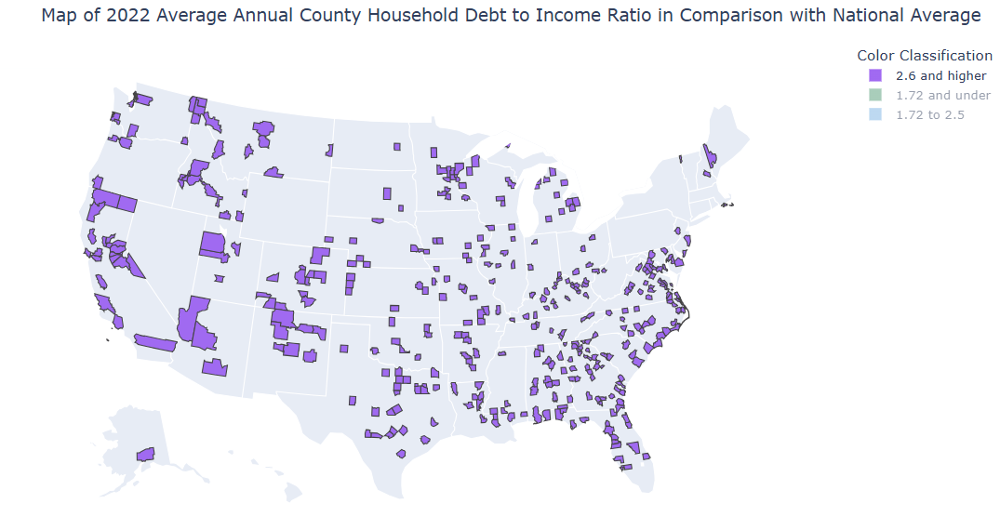 Map of 2022 Average Annual County Household Debt to Income Ratio in Comparison with National Average
Color Classification
2.6 and higher
1.72 and under
1.72 to 2.5